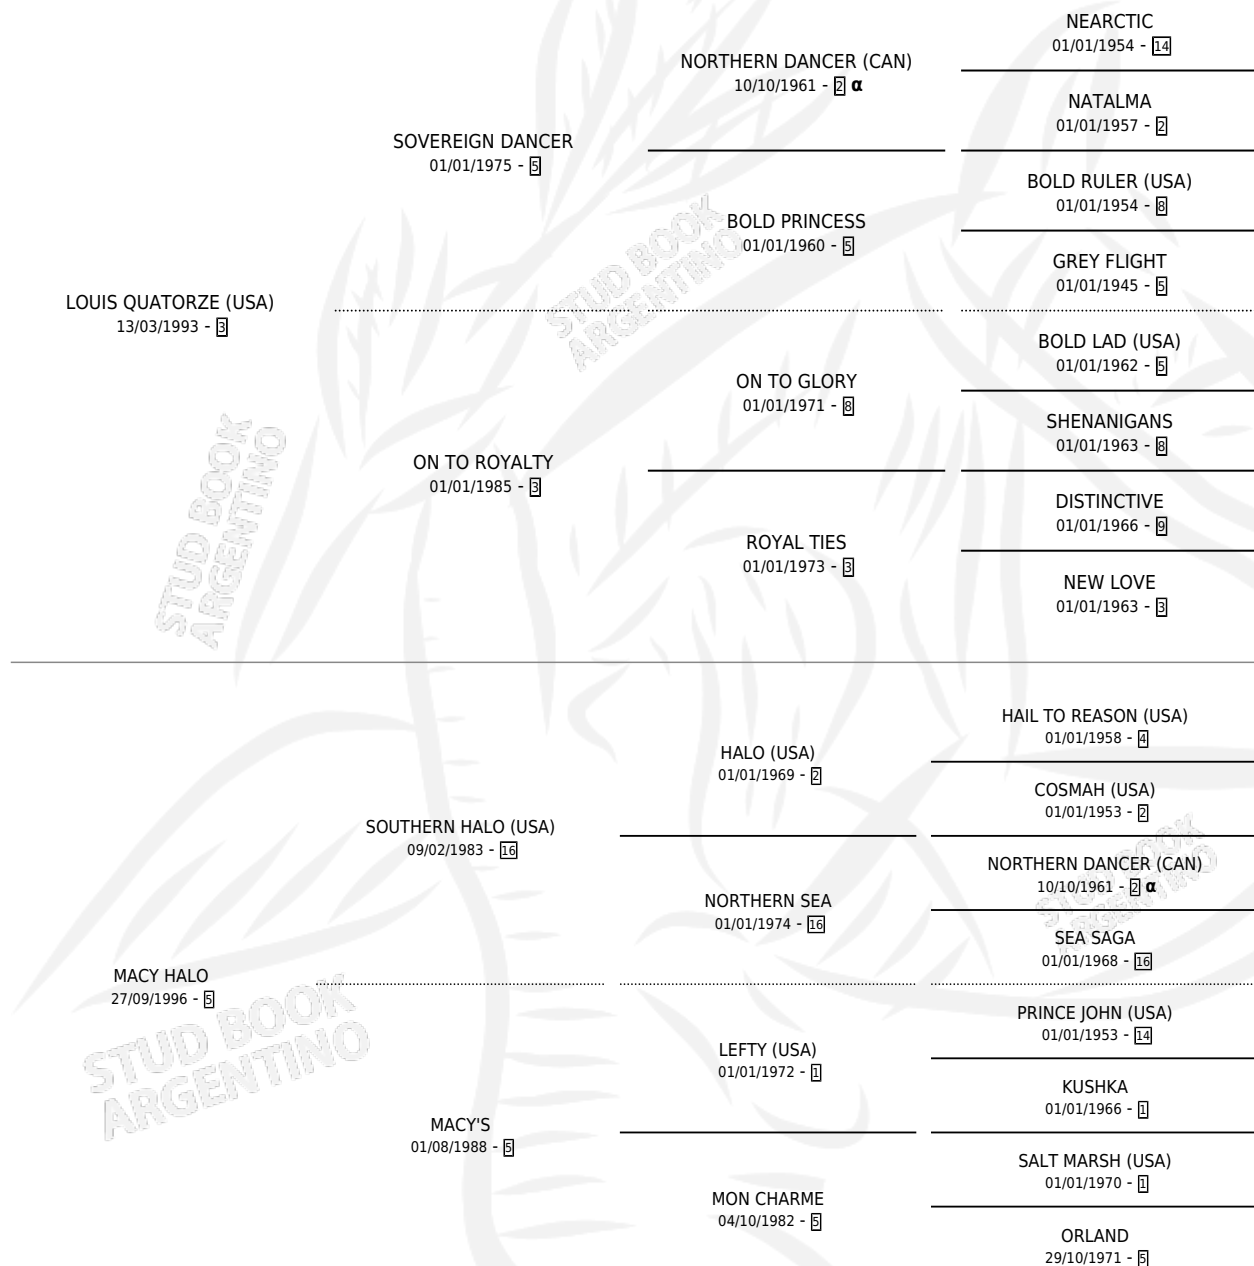 NEARCTIC
01/01/1954 - 14
NORTHERN DANCER (CAN)
10/10/1961 - 2 α
NATALMA
01/01/1957 - 2
SOVEREIGN DANCER
01/01/1975 - 5
BOLD RULER (USA)
01/01/1954 - 8
BOLD PRINCESS
01/01/1960 - 5
GREY FLIGHT
01/01/1945 - 5
LOUIS QUATORZE (USA)
13/03/1993 - 3
BOLD LAD (USA)
01/01/1962 - 5
ON TO GLORY
01/01/1971 - 8
SHENANIGANS
01/01/1963 - 8
ON TO ROYALTY
01/01/1985 - 3
DISTINCTIVE
01/01/1966 - 9
ROYAL TIES
01/01/1973 - 3
NEW LOVE
01/01/1963 - 3
HAIL TO REASON (USA)
01/01/1958 - 4
HALO (USA)
01/01/1969 - 2
COSMAH (USA)
01/01/1953 - 2
SOUTHERN HALO (USA)
09/02/1983 - 16
NORTHERN DANCER (CAN)
10/10/1961 - 2 α
NORTHERN SEA
01/01/1974 - 16
SEA SAGA
01/01/1968 - 16
MACY HALO
27/09/1996 - 5
PRINCE JOHN (USA)
01/01/1953 - 14
LEFTY (USA)
01/01/1972 - 1
KUSHKA
01/01/1966 - 1
MACY'S
01/08/1988 - 5
SALT MARSH (USA)
01/01/1970 - 1
MON CHARME
04/10/1982 - 5
ORLAND
29/10/1971 - 5
STUD BOOK
ARGENTINO
STUD BOOK
ARGENTINO
STUD BOOK
ARGENTINO
STUD BOOK
ARGENTINO